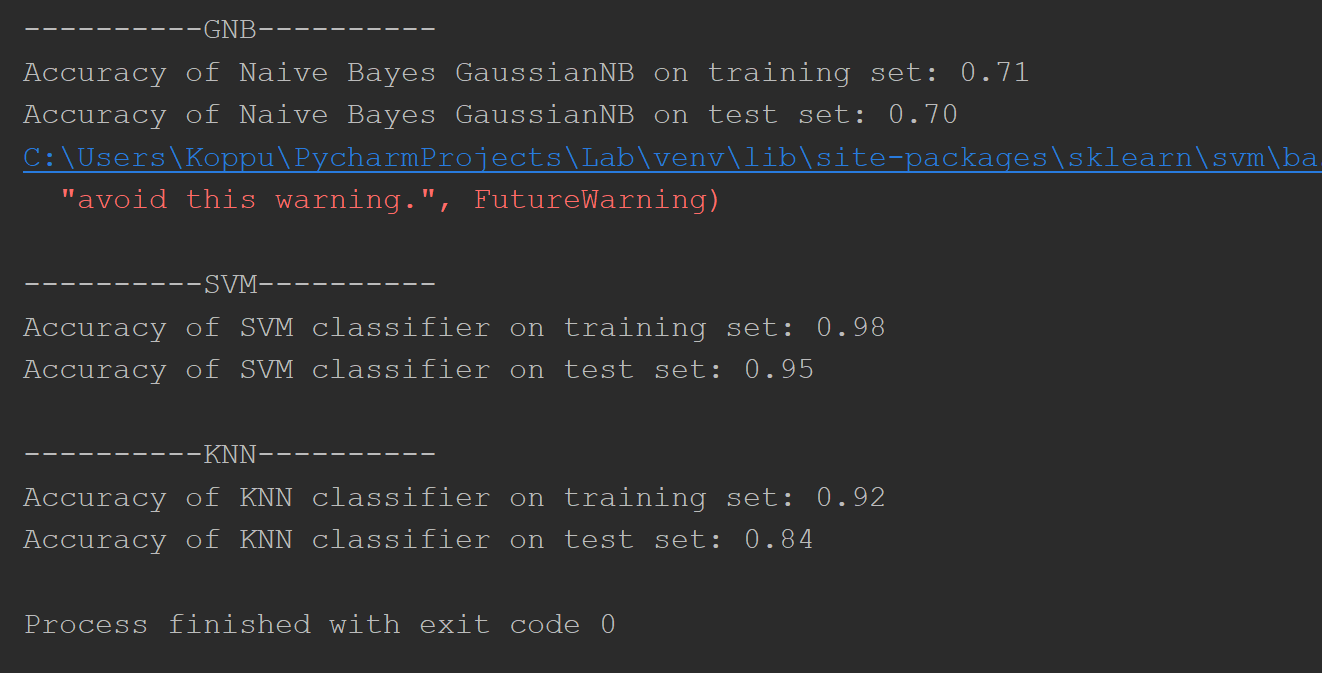 ----------GNB----------
Accuracy of Naive Bayes GaussianNB on training set: 0.71
Accuracy of Naive Bayes GaussianNB on test set: 0.70
C:\Users\Koppu\PycharmProjects\Lab\venv\lib\site-packages\sklearn\svm\ba
"avoid this warning.", FutureWarning)
----------SVM----------
Accuracy of SVM classifier on training set: 0.98
Accuracy of SVM classifier on test set: 0.95
----------KNN----------
Accuracy of KNN classifier on training set: 0.92
Accuracy of KNN classifier on test set: 0.84
Process finished with exit code 0